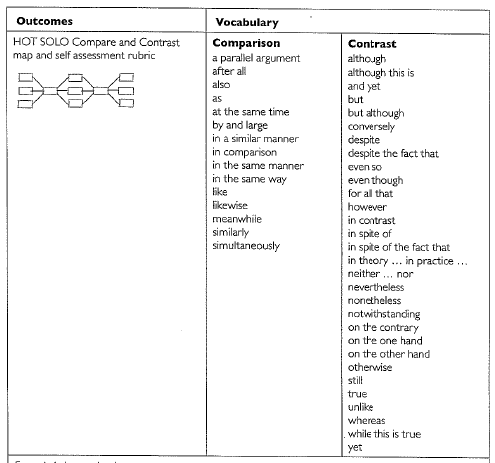 Outcomes
Vocabulary
HOT SOLO Compare and Contrast
map and self assessment rubric
Comparison
a parallel argument
after all
also
as
at the same time
by and large
in a similar manner
in comparison
in the same manner
in the same way
like
likewise
meanwhile
similarly
simultaneously
Contrast
although
although this is
and yet
but
but although
conversely
despite
despite the fact that
even so
even though
for all that
however
in contrast
in spite of
in spite of the fact that
in theory ... in practice ...
neither ... nor
nevertheless
nonetheless
notwithstanding
on the contrary
on the one hand
on the other hand
otherwise
still
true
unlike
whereas
while this is true
yet